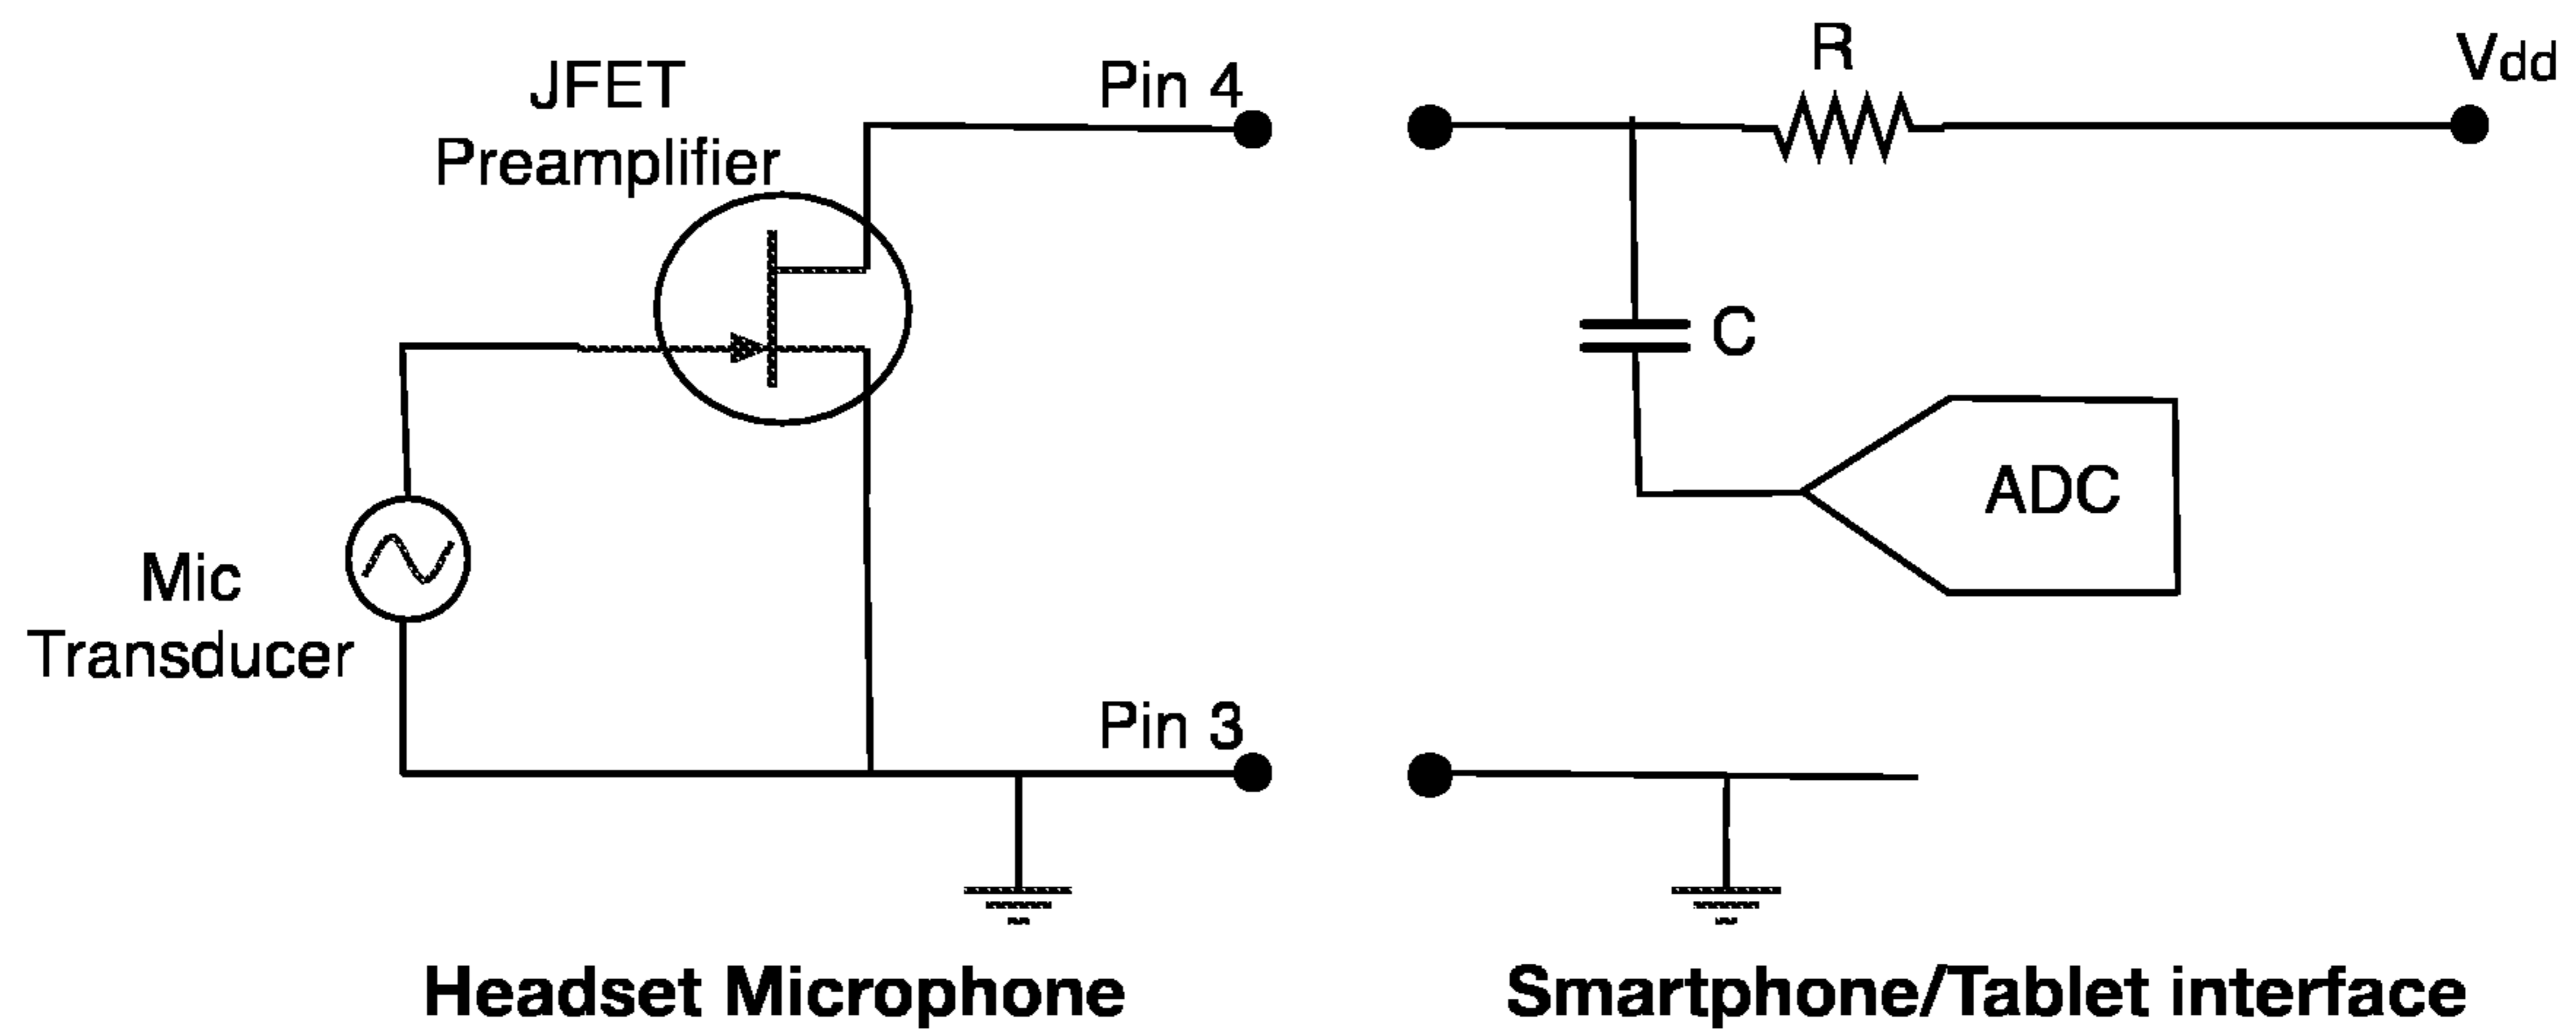 JFET
Preamplifier
Pin 4
R
Vdd
C
ADC
Mic
Transducer
Pin 3
Headset Microphone
Smartphone/Tablet interface